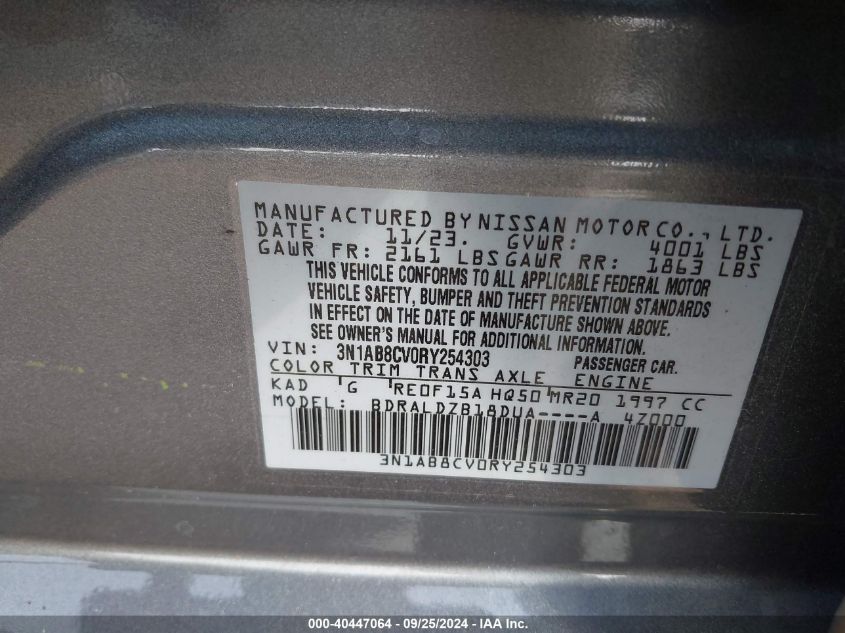 MANUFACTURED BY NISSAN MOTOR CO., LTD.
DATE: 11/23. GVWR: 4001 LBS
GAWR FR: 2161 LBS GAWR RR: 1863 LBS
THIS VEHICLE CONFORMS TO ALL APPLICABLE FEDERAL MOTOR
VEHICLE SAFETY, BUMPER AND THEFT PREVENTION STANDARDS
IN EFFECT ON THE DATE OF MANUFACTURE SHOWN ABOVE.
SEE OWNER'S MANUAL FOR ADDITIONAL INFORMATION.
VIN: 3N1AB8CV0RY254303 PASSENGER CAR.
COLOR TRIM TRANS AXLE ENGINE
KAD G RE0F15A HQ50 MR20 1997 CC
MODEL: BDRALDZB18DUA----A 4Z000
3N1AB8CV0RY254303
000-40447064 - 09/25/2024 - IAAI Inc.